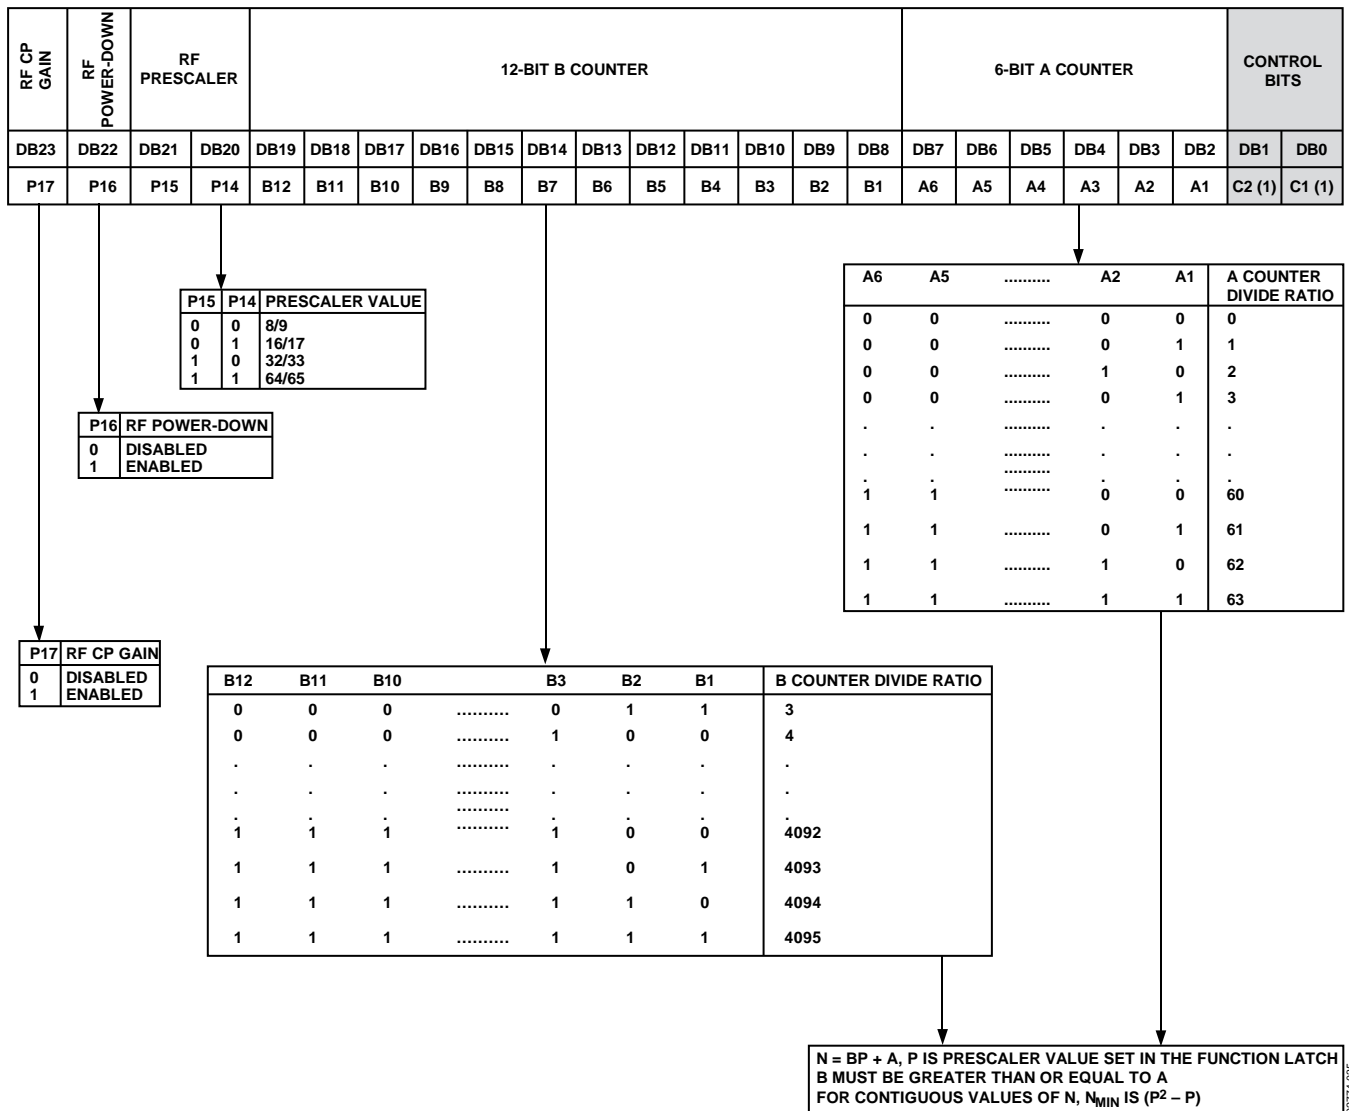 RF CP GAIN
RF POWER-DOWN
RF PRESCALER
12-BIT B COUNTER
6-BIT A COUNTER
CONTROL BITS
DB23 DB22 DB21 DB20 DB19 DB18 DB17 DB16 DB15 DB14 DB13 DB12 DB11 DB10 DB9 DB8 DB7 DB6 DB5 DB4 DB3 DB2 DB1 DB0
P17 P16 P15 P14 B12 B11 B10 B9 B8 B7 B6 B5 B4 B3 B2 B1 A6 A5 A4 A3 A2 A1 C2 (1) C1 (1)
P15 P14 PRESCALER VALUE
0 0 8/9
0 1 16/17
1 0 32/33
1 1 64/65
P16 RF POWER-DOWN
0 DISABLED
1 ENABLED
P17 RF CP GAIN
0 DISABLED
1 ENABLED
A6 A5 .......... A2 A1 A COUNTER DIVIDE RATIO
0 0 .......... 0 0 0
0 0 .......... 0 1 1
0 0 .......... 1 0 2
0 0 .......... 0 1 3
. . .......... . . .
. . .......... . . .
..........
. . .......... . . .
1 1 0 0 60
1 1 .......... 0 1 61
1 1 .......... 1 0 62
1 1 .......... 1 1 63
B12 B11 B10 B3 B2 B1 B COUNTER DIVIDE RATIO
0 0 0 .......... 0 1 1 3
0 0 0 .......... 1 0 0 4
. . . .......... . . . .
. . . .......... . . . .
..........
. . . .......... . . . .
1 1 1 1 0 0 4092
1 1 1 .......... 1 0 1 4093
1 1 1 .......... 1 1 0 4094
1 1 1 .......... 1 1 1 4095
N = BP + A, P IS PRESCALER VALUE SET IN THE FUNCTION LATCH
B MUST BE GREATER THAN OR EQUAL TO A
FOR CONTIGUOUS VALUES OF N, NMIN IS (P² – P)